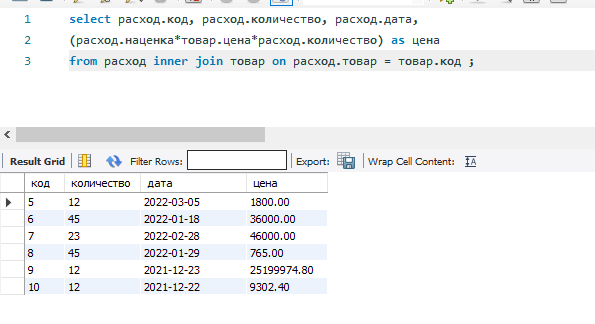 1 select расход.код, расход.количество, расход.дата,
2 (расход.наценка*товар.цена*расход.количество) as цена
3 from расход inner join товар on расход.товар = товар.код ;
Result Grid Filter Rows: Export: Wrap Cell Content:
код количество дата цена
5 12 2022-03-05 1800.00
6 45 2022-01-18 36000.00
7 23 2022-02-28 46000.00
8 45 2022-01-29 765.00
9 12 2021-12-23 25199974.80
10 12 2021-12-22 9302.40